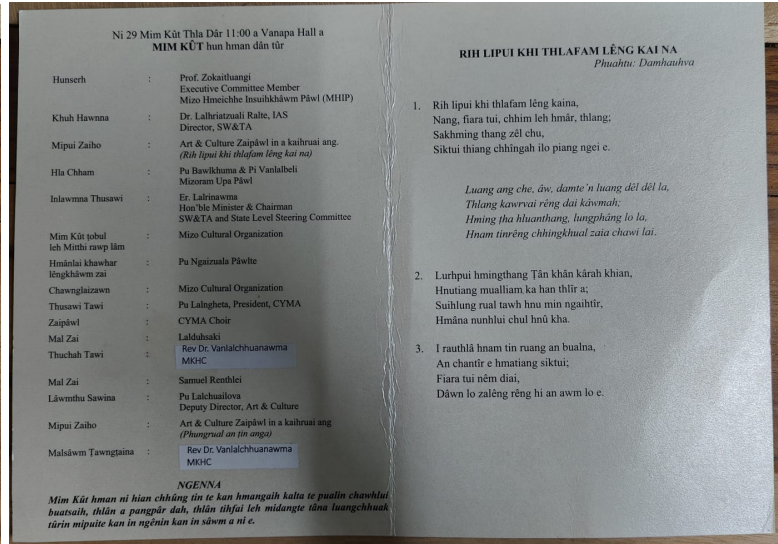 Ni 29 Mim Kût Thla Dâr 11:00 a Vanapa Hall a
MIM KÛT hun hman dân tûr
Hunserh : Prof. Zokaitluangi
Executive Committee Member
Mizo Hmeichhe Insuihkhâwm Pâwl (MHIP)
Khuh Hawnna : Dr. Lalhriatzuali Ralte, IAS
Director, SW&TA
Mipui Zaiho : Art & Culture Zaipâwl in a kaihruai ang.
(Rih lipui khi thlafam lêng kai na)
Hla Chham : Pu Bawlkhuma & Pi Vanlalbeli
Mizoram Upa Pâwl
Inlawmna Thusawi : Er. Lalrinawma
Hon'ble Minister & Chairman
SW&TA and State Level Steering Committee
Mim Kût ṭobul : Mizo Cultural Organization
leh Mitthi rawp lâm
Hmânlai khawhar : Pu Ngaizuala Pâwlte
lêngkhâwm zai
Chawnglaizawn : Mizo Cultural Organization
Thusawi Tawi : Pu Lalngheta, President, CYMA
Zaipâwl : CYMA Choir
Mal Zai : Lalduhsaki
Thuchah Tawi : Rev Dr. Vanlalchhuanawma
MKHC
Mal Zai : Samuel Renthlei
Lâwmthu Sawina : Pu Lalchuailova
Deputy Director, Art & Culture
Mipui Zaiho : Art & Culture Zaipâwl in a kaihruai ang
(Phungrual an ṭin anga)
Malsâwm Ṭawngtaina : Rev Dr. Vanlalchhuanawma
MKHC
NGENNA
Mim Kût hman ni hian chhûng tin te kan hmangaih kalta te pualin chawhlui
buatsaih, thlân a pangpâr dah, thlân tihfai leh midangte tâna luangchhuak
tûrin mipuite kan in ngênin kan in sâwm a ni e.
RIH LIPUI KHI THLAFAM LÊNG KAI NA
Phuahtu: Damhauhva
1. Rih lipui khi thlafam lêng kaina,
Nang, fiara tui, chhim leh hmâr, thlang;
Sakhming thang zêl chu,
Siktui thiang chhîngah ilo piang ngei e.
Luang ang che, âw, damte'n luang dêl dêl la,
Thlang kawrvai rêng dai kâwmah;
Hming ṭha hluanthang, lungphâng lo la,
Hnam tinrêng chhingkhual zaia chawi lai.
2. Lurhpui hmingthang Ṭân khân kârah khian,
Hnutiang mualliam ka han thlîr a;
Suihlung rual tawh hnu min ngaihtîr,
Hmâna nunhlui chul hnû kha.
3. I rauthlâ hnam tin ruang an bualna,
An chantîr e hmatiang siktui;
Fiara tui nêm diai,
Dâwn lo zalêng rêng hi an awm lo e.